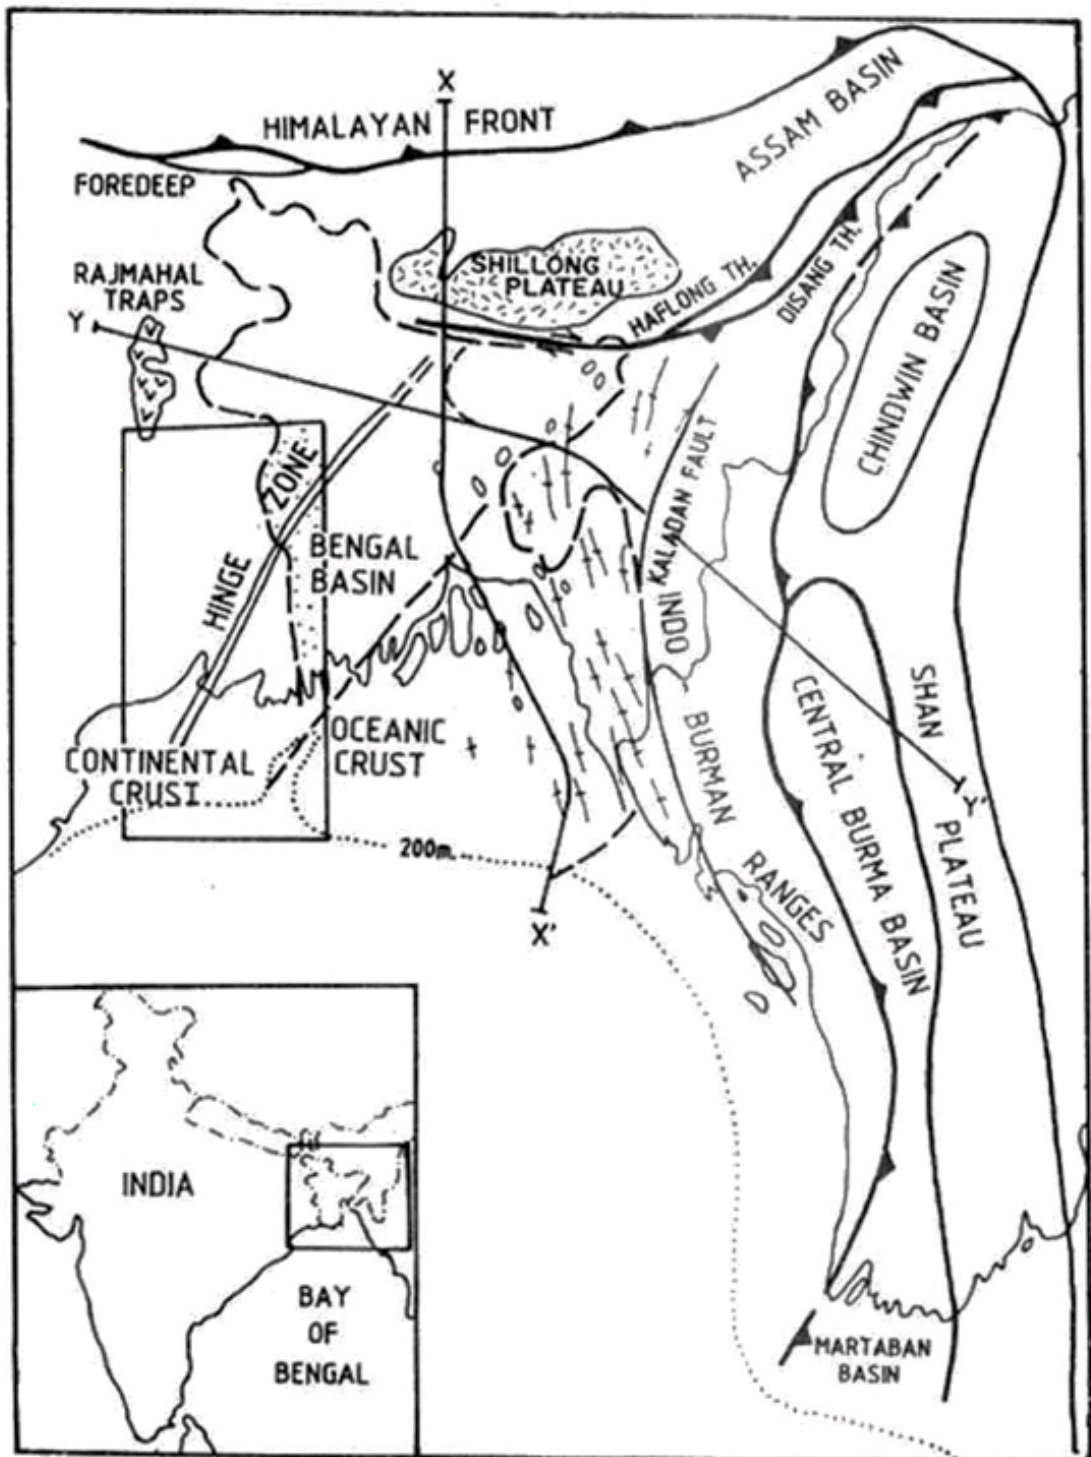 X
HIMALAYAN FRONT
ASSAM BASIN
FOREDEEP
RAJMAHAL
TRAPS
SHILLONG
PLATEAU
HAFLONG TH.
DISANG TH.
Y
CHINDWIN BASIN
KALADAN FAULT
HINGE ZONE
BENGAL
BASIN
INDO BURMAN RANGES
CENTRAL BURMA BASIN
SHAN PLATEAU
OCEANIC
CRUST
CONTINENTAL
CRUST
Y'
200m.
X'
INDIA
BAY
OF
BENGAL
MARTABAN
BASIN